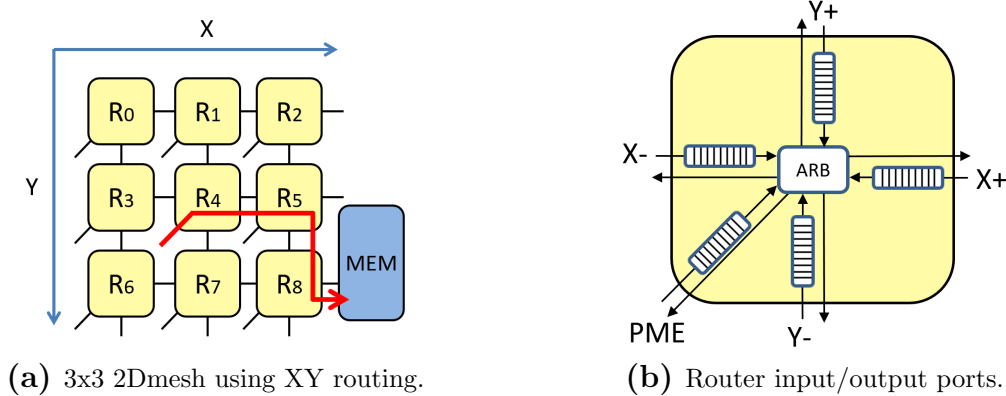 X
Y
R0 R1 R2
R3 R4 R5
R6 R7 R8
MEM
(a) 3x3 2Dmesh using XY routing.
Y+
X-
ARB
X+
PME
Y-
(b) Router input/output ports.